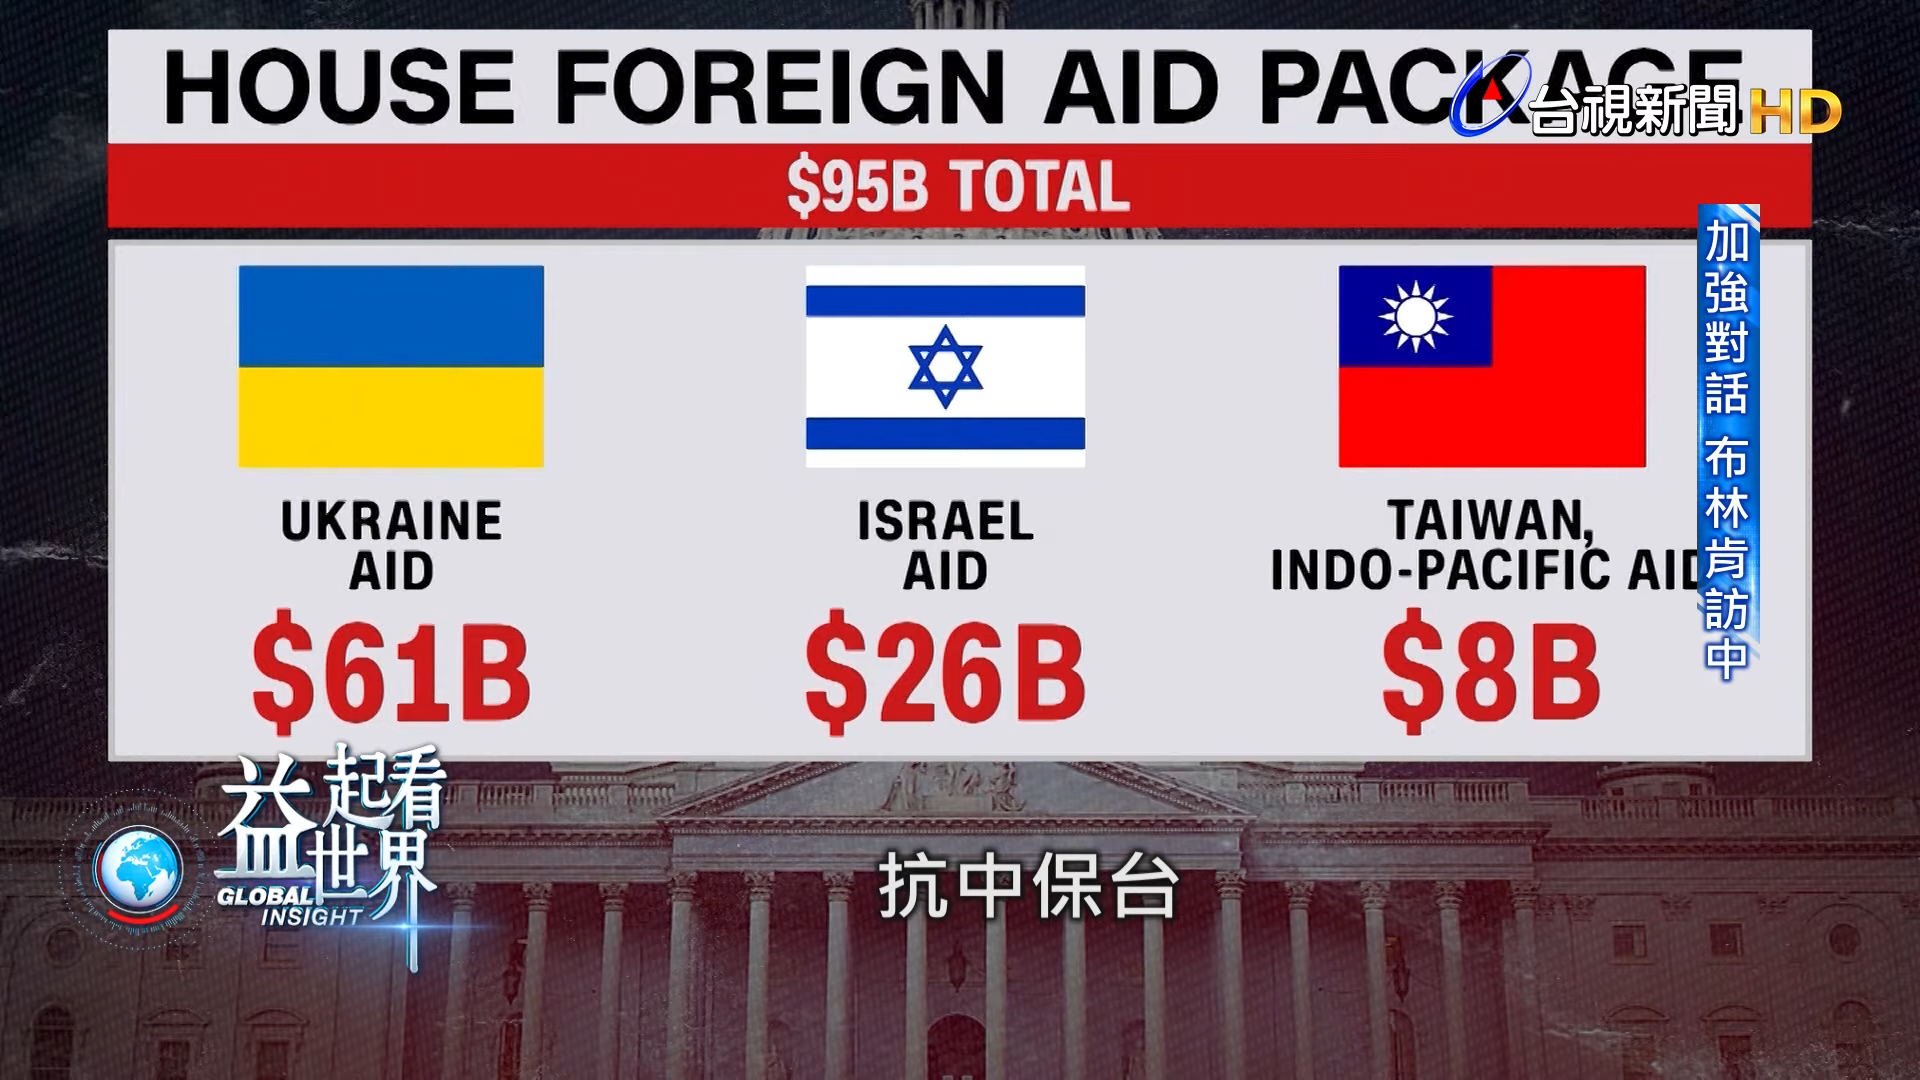 HOUSE FOREIGN AID PACKAGE
台視新聞 HD
$95B TOTAL
加強對話 布林肯訪中
UKRAINE
AID
$61B
ISRAEL
AID
$26B
TAIWAN,
INDO-PACIFIC AID
$8B
益起看世界
GLOBAL
INSIGHT
抗中保台